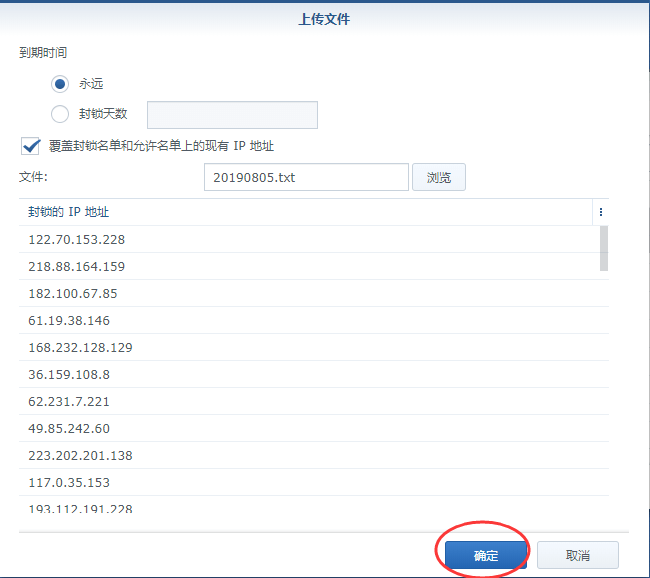 上传文件
到期时间
永远
封锁天数
覆盖封锁名单和允许名单上的现有 IP 地址
文件: 20190805.txt 浏览
封锁的 IP 地址
122.70.153.228
218.88.164.159
182.100.67.85
61.19.38.146
168.232.128.129
36.159.108.8
62.231.7.221
49.85.242.60
223.202.201.138
117.0.35.153
193.112.191.228
确定 取消